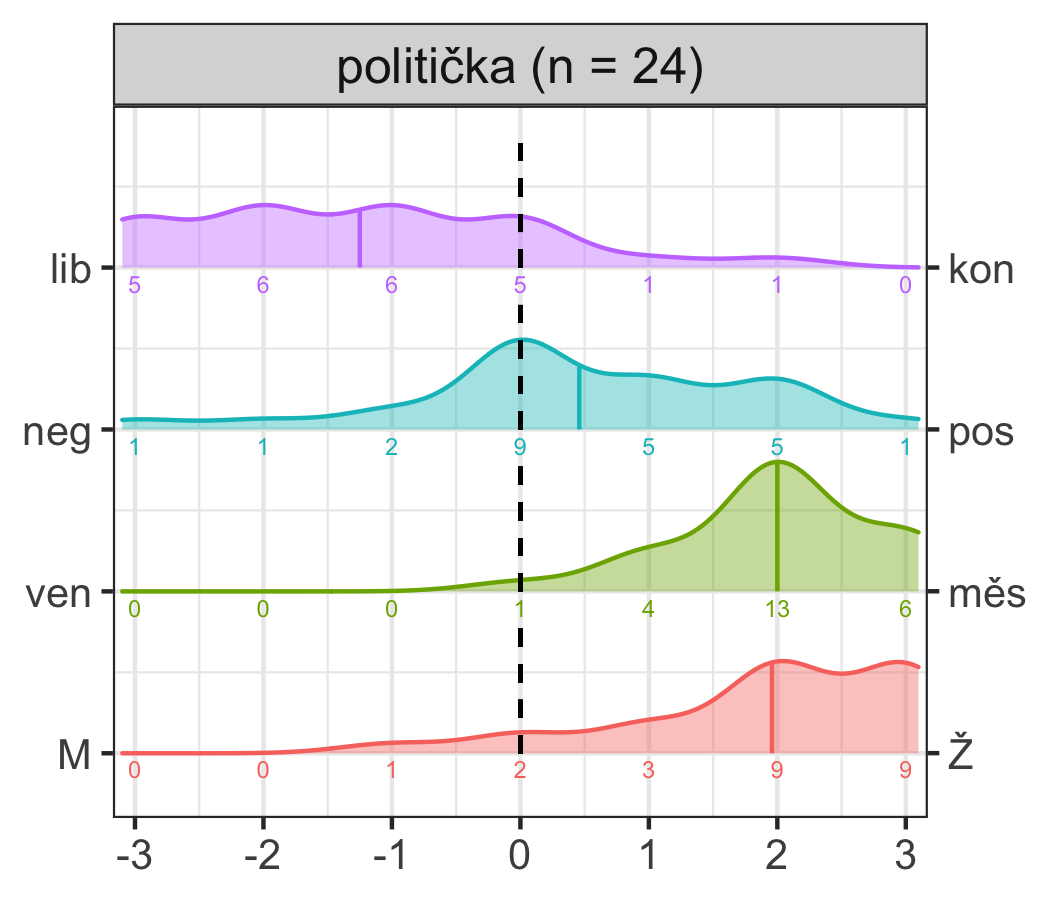 politička (n = 24)
lib kon
5 6 6 5 1 1 0
neg pos
1 1 2 9 5 5 1
ven měs
0 0 0 1 4 13 6
M Ž
0 0 1 2 3 9 9
-3 -2 -1 0 1 2 3